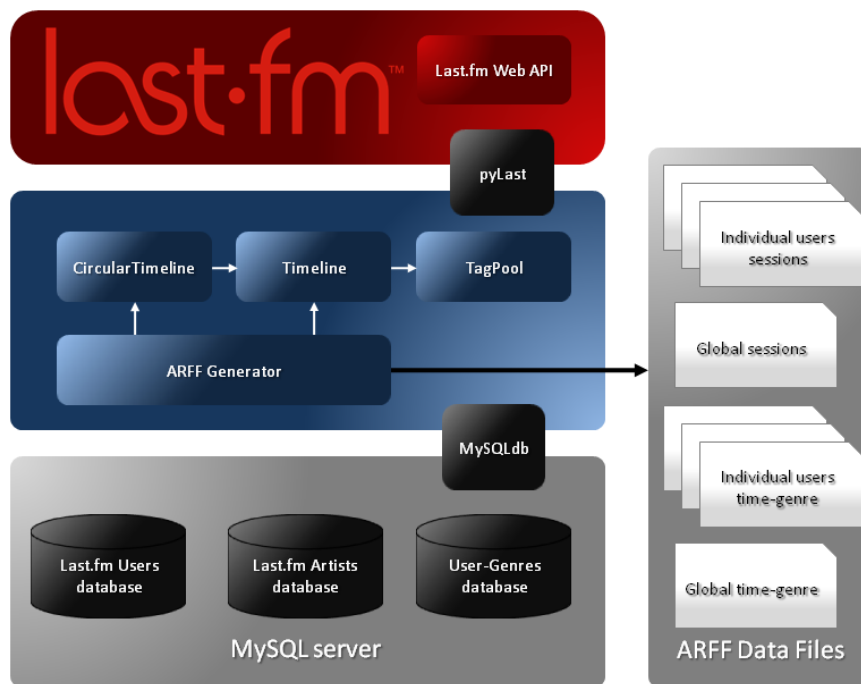 last.fm™
Last.fm Web API
pyLast
CircularTimeline
Timeline
TagPool
ARFF Generator
MySQLdb
Last.fm Users
database
Last.fm Artists
database
User-Genres
database
MySQL server
Individual users
sessions
Global sessions
Individual users
time-genre
Global time-genre
ARFF Data Files